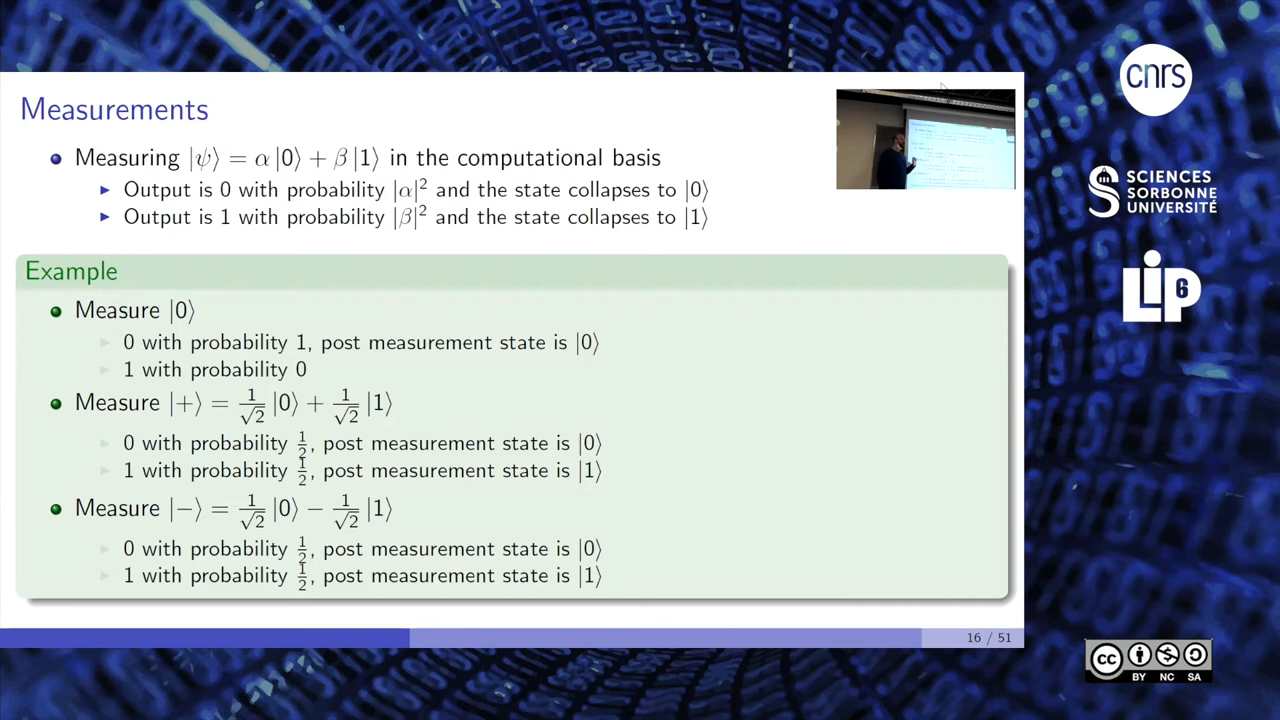 Measurements
Measuring |ψ⟩ = α |0⟩ + β |1⟩ in the computational basis
Output is 0 with probability |α|² and the state collapses to |0⟩
Output is 1 with probability |β|² and the state collapses to |1⟩
Example
Measure |0⟩
0 with probability 1, post measurement state is |0⟩
1 with probability 0
Measure |+⟩ = 1/√2 |0⟩ + 1/√2 |1⟩
0 with probability 1/2, post measurement state is |0⟩
1 with probability 1/2, post measurement state is |1⟩
Measure |−⟩ = 1/√2 |0⟩ − 1/√2 |1⟩
0 with probability 1/2, post measurement state is |0⟩
1 with probability 1/2, post measurement state is |1⟩
16 / 51
cnrs
SCIENCES
SORBONNE
UNIVERSITÉ
LIP6
cc BY NC SA